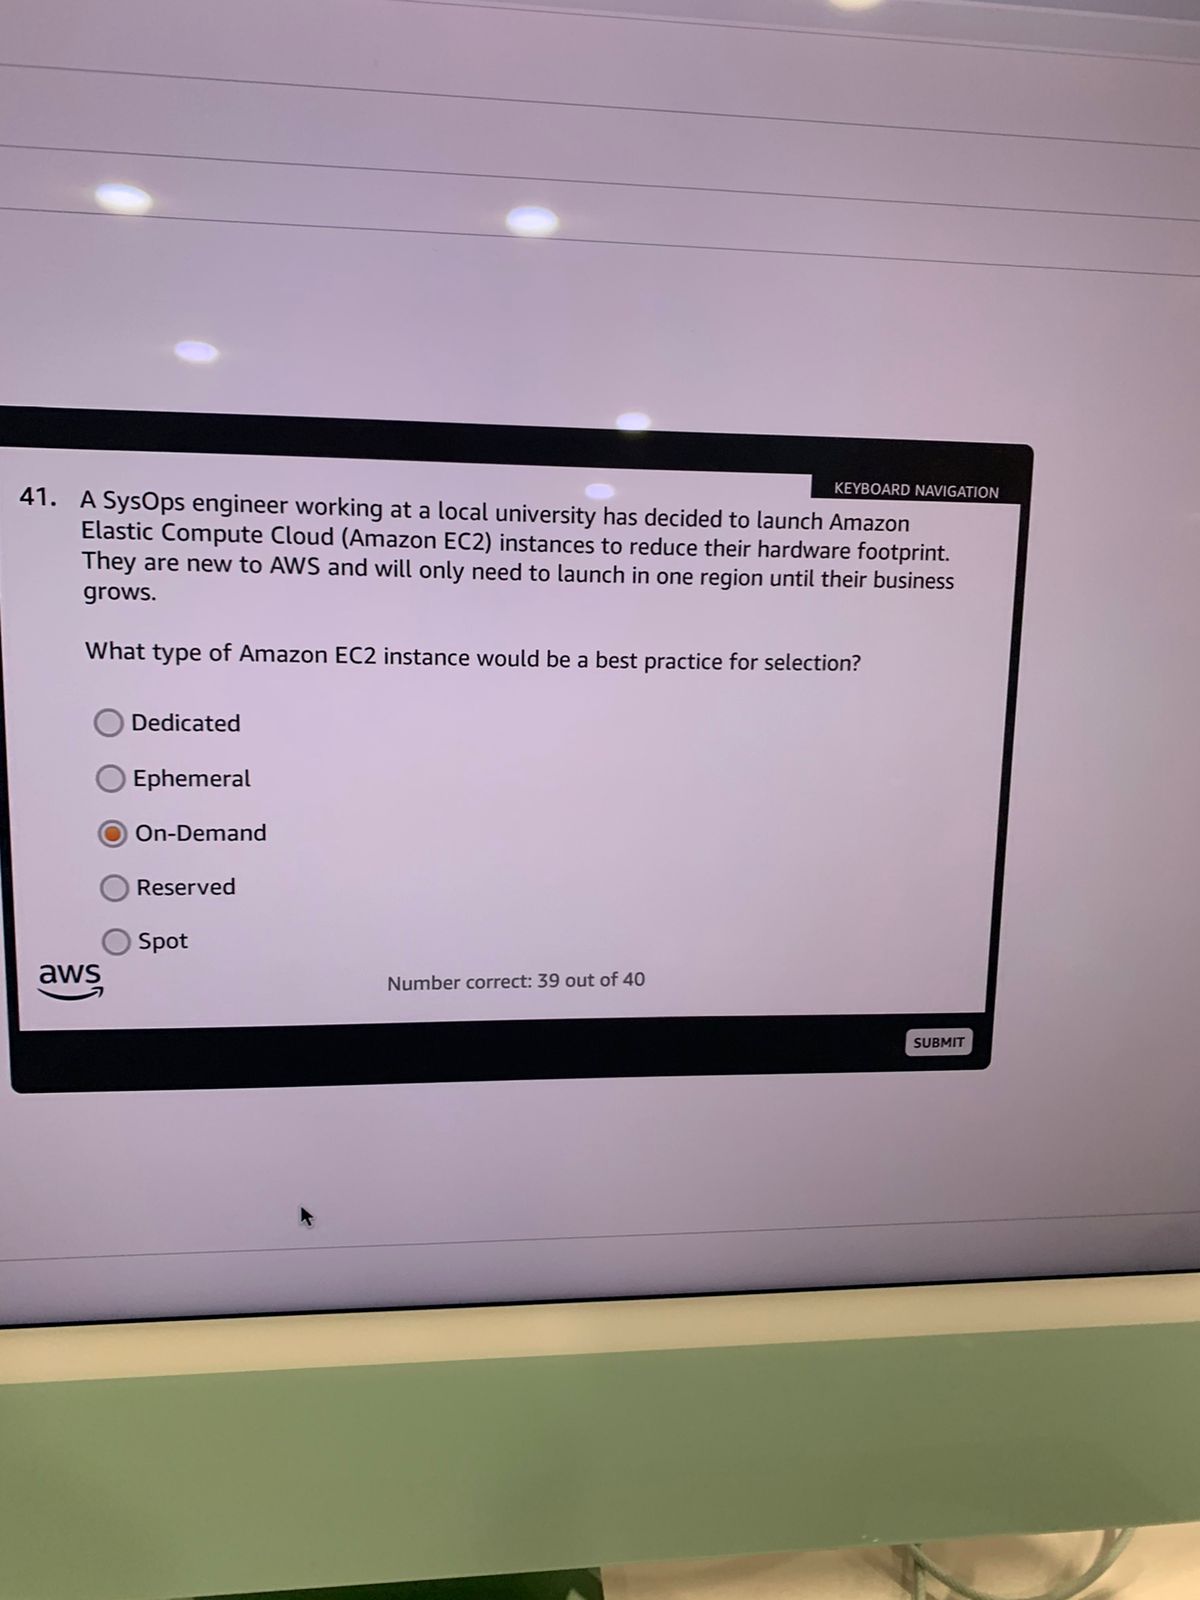 KEYBOARD NAVIGATION
41. A SysOps engineer working at a local university has decided to launch Amazon
Elastic Compute Cloud (Amazon EC2) instances to reduce their hardware footprint.
They are new to AWS and will only need to launch in one region until their business
grows.
What type of Amazon EC2 instance would be a best practice for selection?
Dedicated
Ephemeral
On-Demand
Reserved
Spot
aws
Number correct: 39 out of 40
SUBMIT